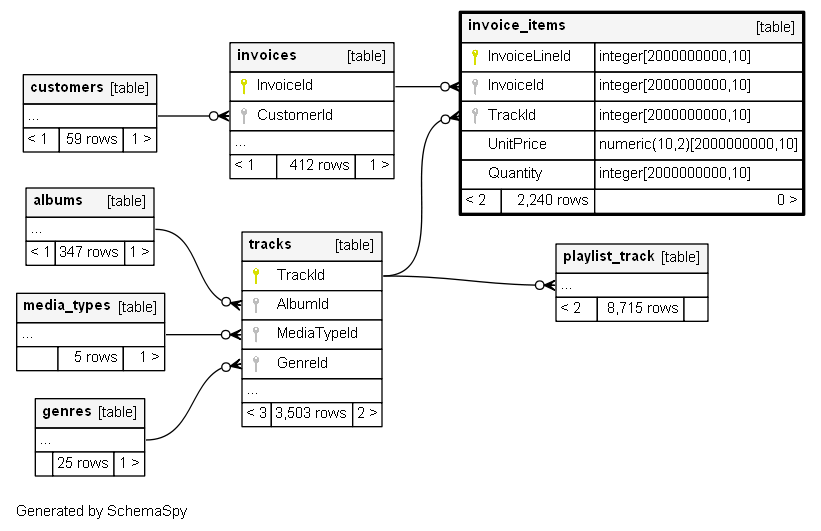 customers [table]
...
< 1 59 rows 1 >
invoices [table]
InvoiceId
CustomerId
...
< 1 412 rows 1 >
invoice_items [table]
InvoiceLineId integer[2000000000,10]
InvoiceId integer[2000000000,10]
TrackId integer[2000000000,10]
UnitPrice numeric(10,2)[2000000000,10]
Quantity integer[2000000000,10]
< 2 2,240 rows 0 >
albums [table]
...
< 1 347 rows 1 >
media_types [table]
...
5 rows 1 >
genres [table]
...
25 rows 1 >
tracks [table]
TrackId
AlbumId
MediaTypeId
GenreId
...
< 3 3,503 rows 2 >
playlist_track [table]
...
< 2 8,715 rows
Generated by SchemaSpy